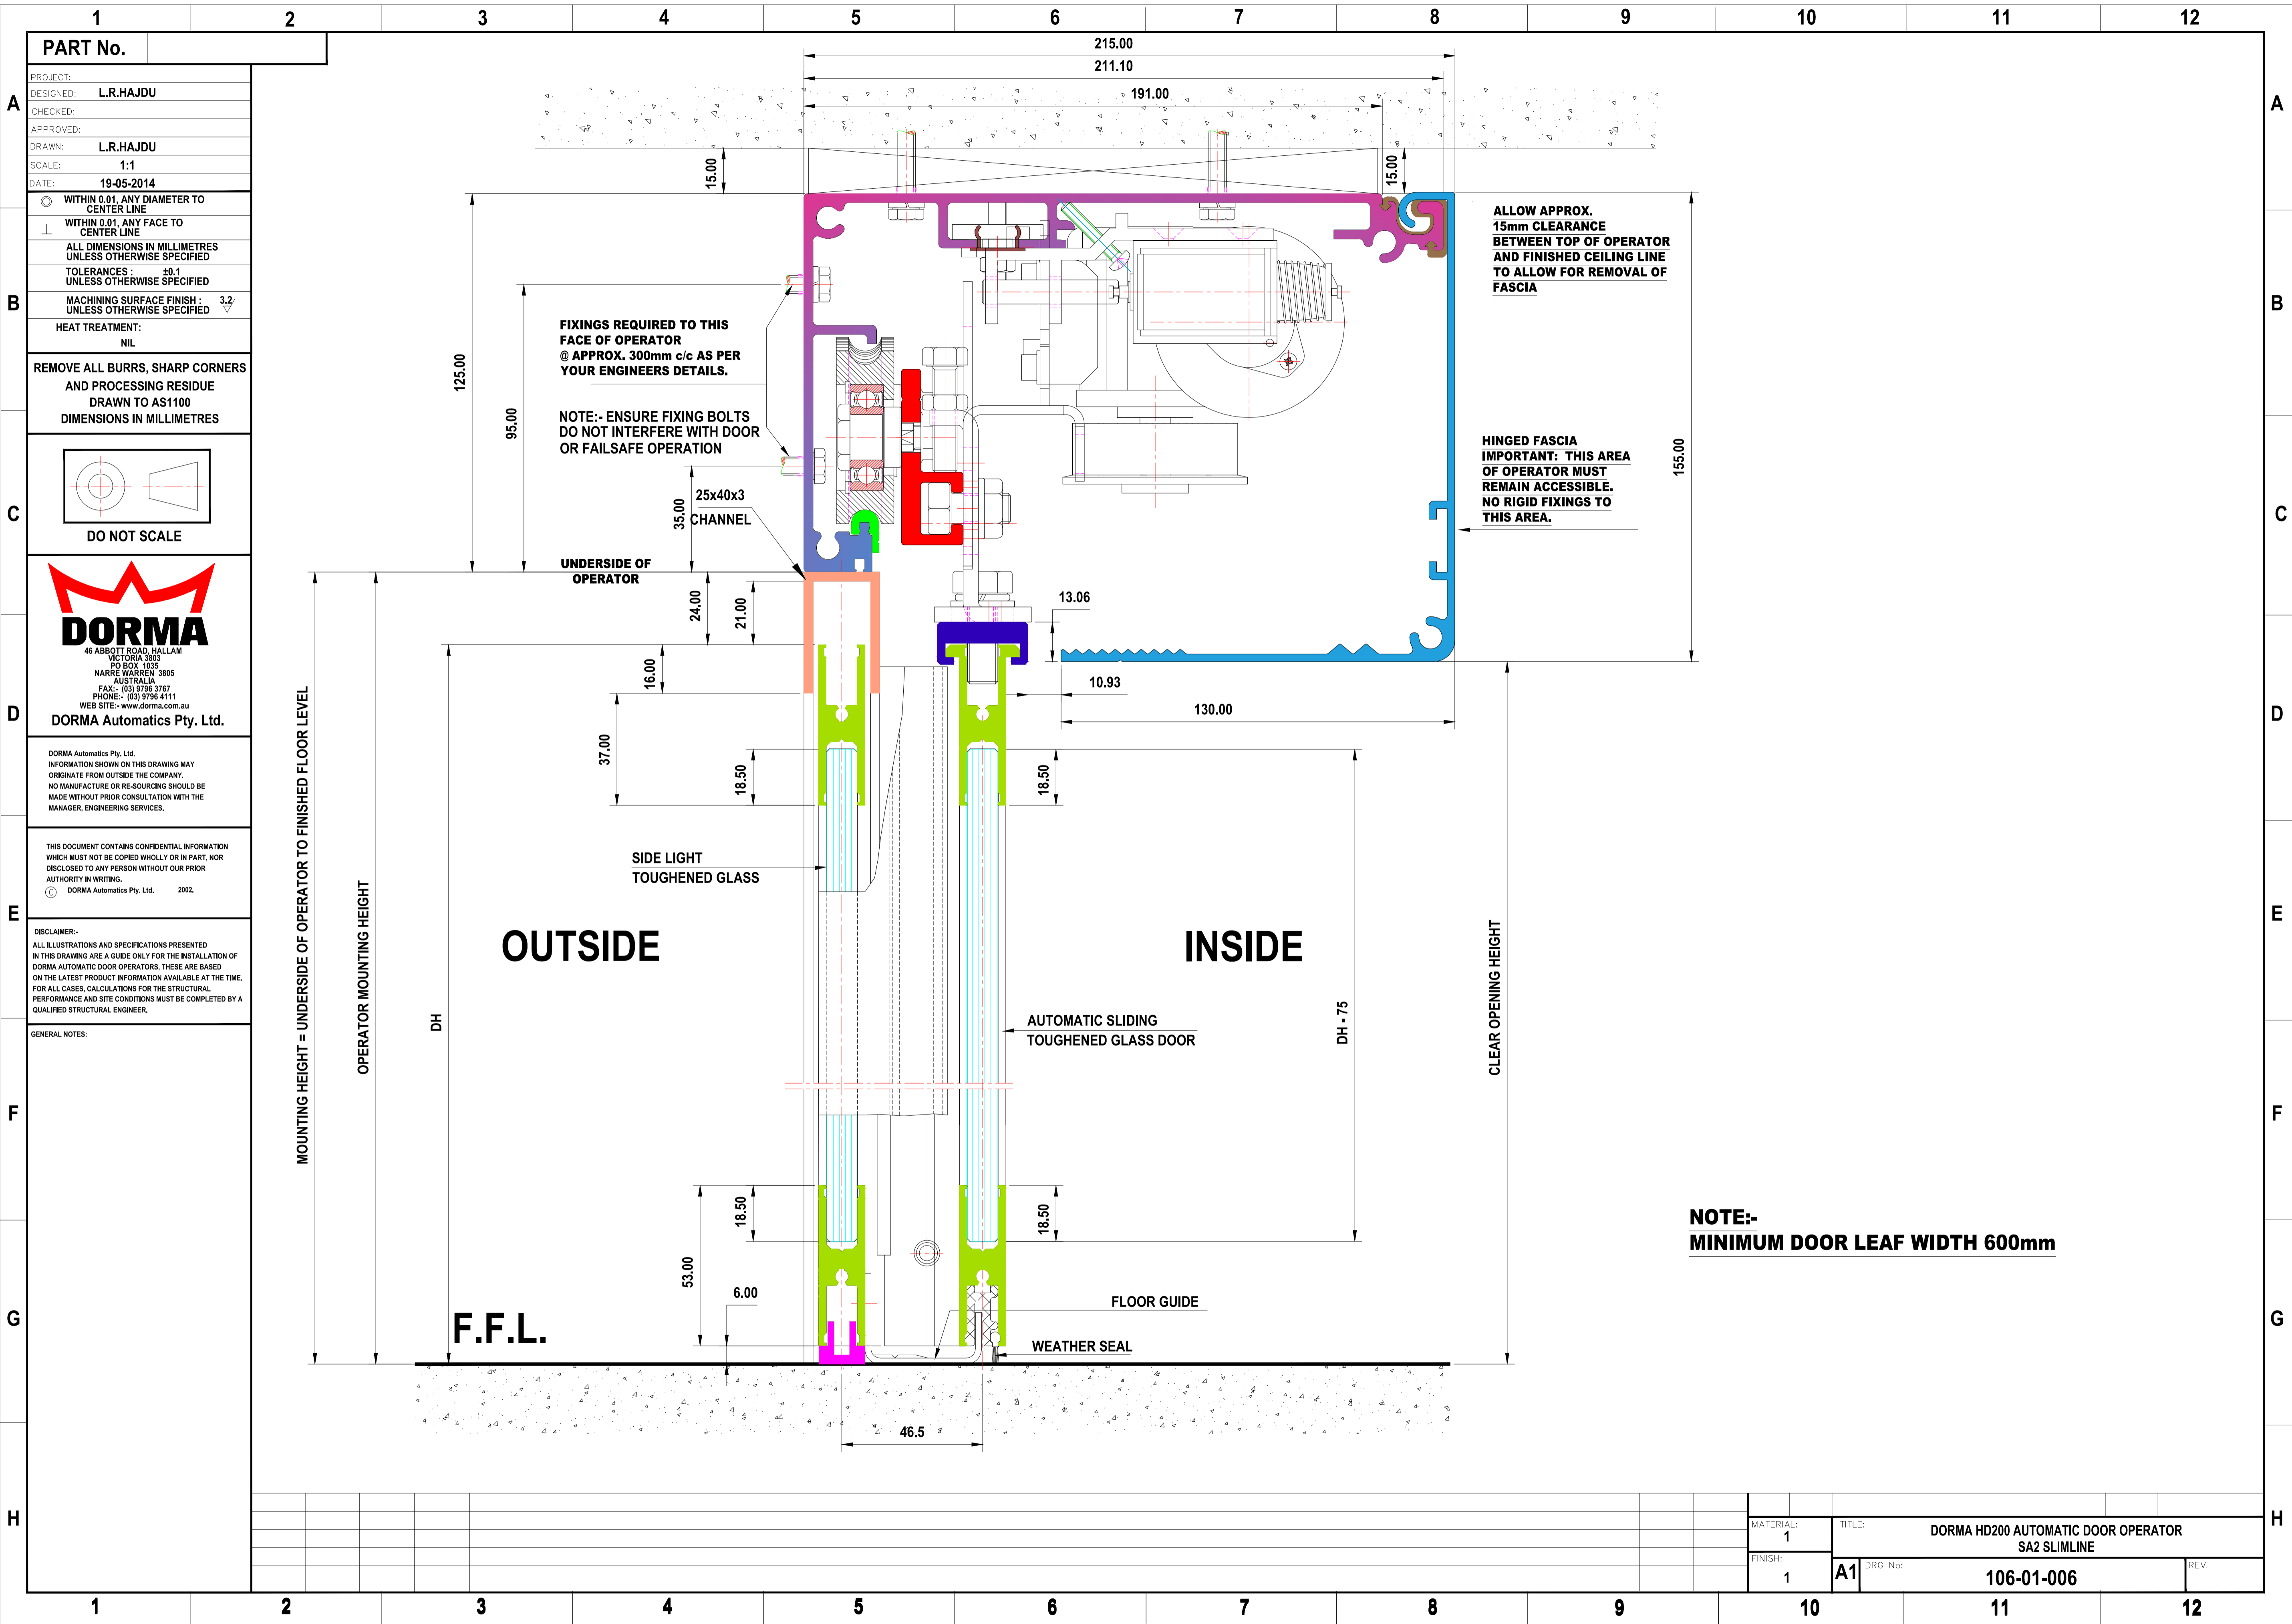 1 2 3 4 5 6 7 8 9 10 11 12
PART No.
PROJECT:
DESIGNED: L.R.HAJDU
CHECKED:
APPROVED:
DRAWN: L.R.HAJDU
SCALE: 1:1
DATE: 19-05-2014
WITHIN 0.01, ANY DIAMETER TO
CENTER LINE
WITHIN 0.01, ANY FACE TO
CENTER LINE
ALL DIMENSIONS IN MILLIMETRES
UNLESS OTHERWISE SPECIFIED
TOLERANCES : ±0.1
UNLESS OTHERWISE SPECIFIED
MACHINING SURFACE FINISH : 3.2
UNLESS OTHERWISE SPECIFIED
HEAT TREATMENT:
NIL
REMOVE ALL BURRS, SHARP CORNERS
AND PROCESSING RESIDUE
DRAWN TO AS1100
DIMENSIONS IN MILLIMETRES
DO NOT SCALE
DORMA
46 ABBOTT ROAD, HALLAM
VICTORIA 3803
PO BOX 1035
NARRE WARREN 3805
AUSTRALIA
FAX:- (03) 9796 3767
PHONE:- (03) 9796 4111
WEB SITE:- www.dorma.com.au
DORMA Automatics Pty. Ltd.
DORMA Automatics Pty. Ltd.
INFORMATION SHOWN ON THIS DRAWING MAY
ORIGINATE FROM OUTSIDE THE COMPANY.
NO MANUFACTURE OR RE-SOURCING SHOULD BE
MADE WITHOUT PRIOR CONSULTATION WITH THE
MANAGER, ENGINEERING SERVICES.
THIS DOCUMENT CONTAINS CONFIDENTIAL INFORMATION
WHICH MUST NOT BE COPIED WHOLLY OR IN PART, NOR
DISCLOSED TO ANY PERSON WITHOUT OUR PRIOR
AUTHORITY IN WRITING.
© DORMA Automatics Pty. Ltd. 2002.
DISCLAIMER:-
ALL ILLUSTRATIONS AND SPECIFICATIONS PRESENTED
IN THIS DRAWING ARE A GUIDE ONLY FOR THE INSTALLATION OF
DORMA AUTOMATIC DOOR OPERATORS, THESE ARE BASED
ON THE LATEST PRODUCT INFORMATION AVAILABLE AT THE TIME.
FOR ALL CASES, CALCULATIONS FOR THE STRUCTURAL
PERFORMANCE AND SITE CONDITIONS MUST BE COMPLETED BY A
QUALIFIED STRUCTURAL ENGINEER.
GENERAL NOTES:
A
B
C
D
E
F
G
H
215.00
211.10
191.00
15.00
15.00
125.00
95.00
35.00
155.00
FIXINGS REQUIRED TO THIS
FACE OF OPERATOR
@ APPROX. 300mm c/c AS PER
YOUR ENGINEERS DETAILS.
NOTE:- ENSURE FIXING BOLTS
DO NOT INTERFERE WITH DOOR
OR FAILSAFE OPERATION
25x40x3
CHANNEL
UNDERSIDE OF
OPERATOR
ALLOW APPROX.
15mm CLEARANCE
BETWEEN TOP OF OPERATOR
AND FINISHED CEILING LINE
TO ALLOW FOR REMOVAL OF
FASCIA
HINGED FASCIA
IMPORTANT: THIS AREA
OF OPERATOR MUST
REMAIN ACCESSIBLE.
NO RIGID FIXINGS TO
THIS AREA.
24.00
21.00
16.00
37.00
18.50
13.06
10.93
130.00
18.50
MOUNTING HEIGHT = UNDERSIDE OF OPERATOR TO FINISHED FLOOR LEVEL
OPERATOR MOUNTING HEIGHT
DH
SIDE LIGHT
TOUGHENED GLASS
OUTSIDE
INSIDE
AUTOMATIC SLIDING
TOUGHENED GLASS DOOR
DH - 75
CLEAR OPENING HEIGHT
53.00
18.50
18.50
6.00
F.F.L.
FLOOR GUIDE
WEATHER SEAL
46.5
NOTE:-
MINIMUM DOOR LEAF WIDTH 600mm
A
B
C
D
E
F
G
H
MATERIAL:
1
FINISH:
1
TITLE:
DORMA HD200 AUTOMATIC DOOR OPERATOR
SA2 SLIMLINE
A1
DRG No:
106-01-006
REV.
1 2 3 4 5 6 7 8 9 10 11 12